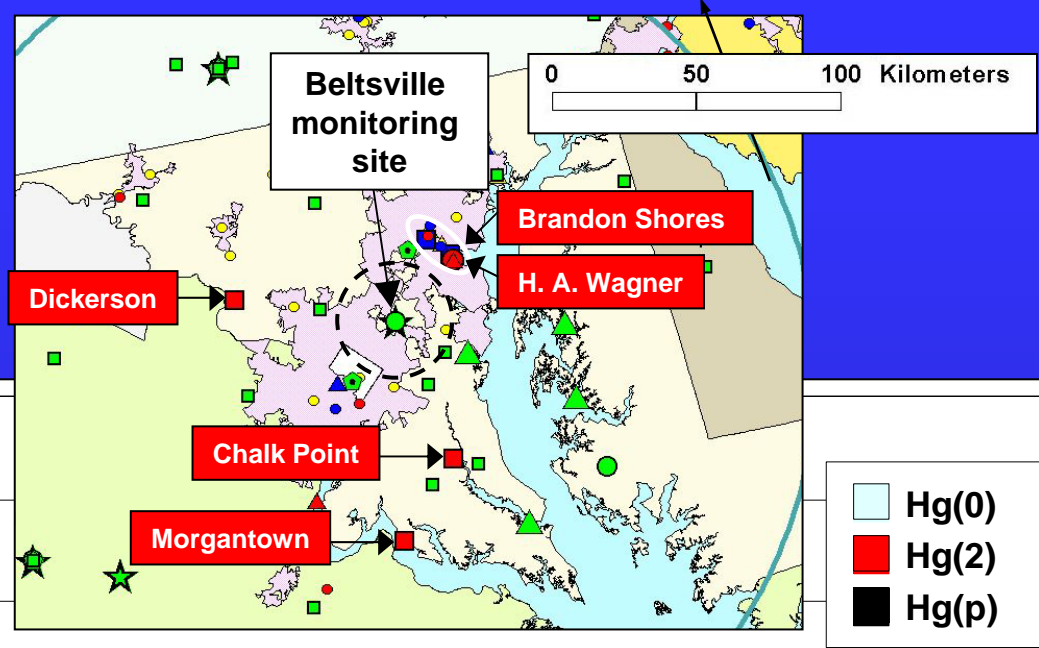 Beltsville
monitoring
site
0 50 100 Kilometers
Brandon Shores
H. A. Wagner
Dickerson
Chalk Point
Morgantown
Hg(0)
Hg(2)
Hg(p)